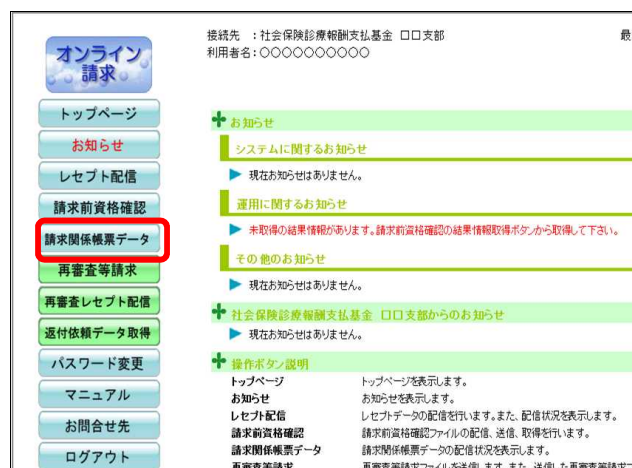 接続先 ：社会保険診療報酬支払基金 口口支部
最
利用者名：〇〇〇〇〇〇〇〇〇〇
オンライン
請求
トップページ
お知らせ
レセプト配信
請求前資格確認
請求関係帳票データ
再審査等請求
再審査レセプト配信
返付依頼データ取得
パスワード変更
マニュアル
お問合せ先
ログアウト
お知らせ
システムに関するお知らせ
現在お知らせはありません。
運用に関するお知らせ
未取得の結果情報があります。請求前資格確認の結果情報取得ボタンから取得して下さい。
その他のお知らせ
現在お知らせはありません。
社会保険診療報酬支払基金 口口支部からのお知らせ
現在お知らせはありません。
操作ボタン説明
トップページ トップページを表示します。
お知らせ お知らせを表示します。
レセプト配信 レセプトデータの配信を行います。また、配信状況を表示します。
請求前資格確認 請求前資格確認ファイルの配信、送信、取得を行います。
請求関係帳票データ 請求関係帳票データの配信状況を表示します。